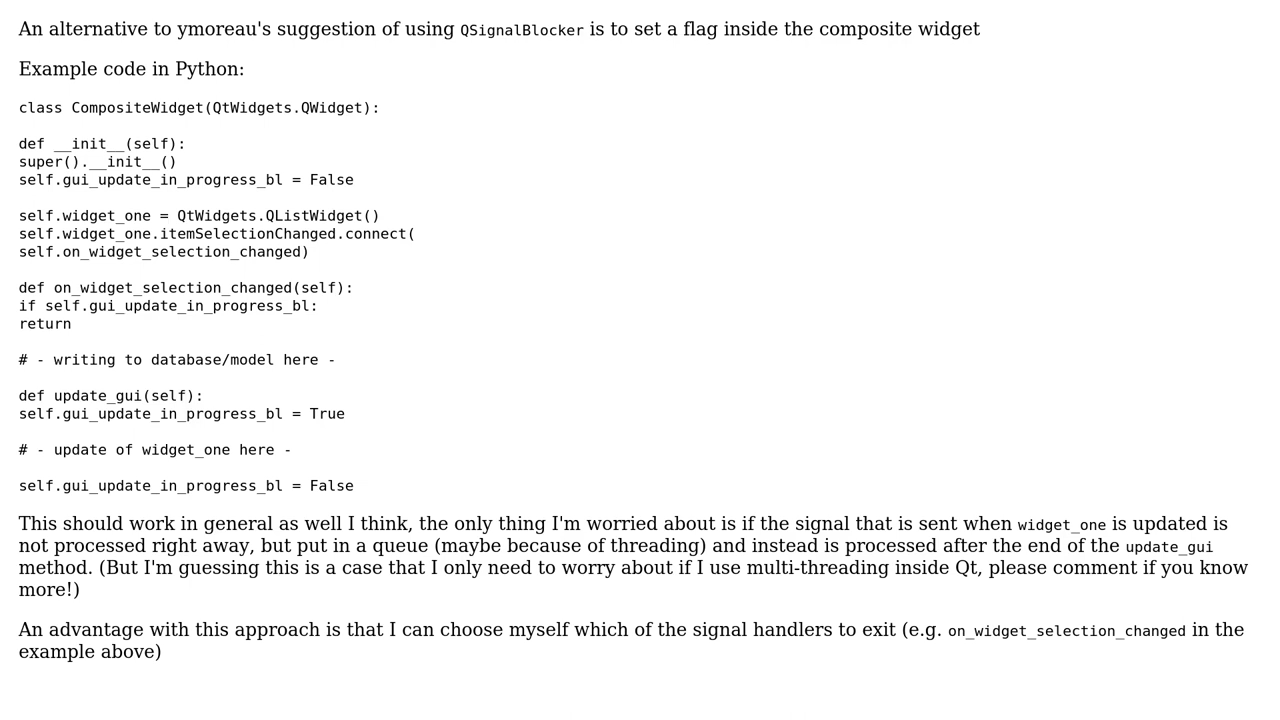 An alternative to ymoreau's suggestion of using QSignalBlocker is to set a flag inside the composite widget
Example code in Python:
class CompositeWidget(QtWidgets.QWidget):
def __init__(self):
super().__init__()
self.gui_update_in_progress_bl = False
self.widget_one = QtWidgets.QListWidget()
self.widget_one.itemSelectionChanged.connect(
self.on_widget_selection_changed)
def on_widget_selection_changed(self):
if self.gui_update_in_progress_bl:
return
# - writing to database/model here -
def update_gui(self):
self.gui_update_in_progress_bl = True
# - update of widget_one here -
self.gui_update_in_progress_bl = False
This should work in general as well I think, the only thing I'm worried about is if the signal that is sent when widget_one is updated is
not processed right away, but put in a queue (maybe because of threading) and instead is processed after the end of the update_gui
method. (But I'm guessing this is a case that I only need to worry about if I use multi-threading inside Qt, please comment if you know
more!)
An advantage with this approach is that I can choose myself which of the signal handlers to exit (e.g. on_widget_selection_changed in the
example above)